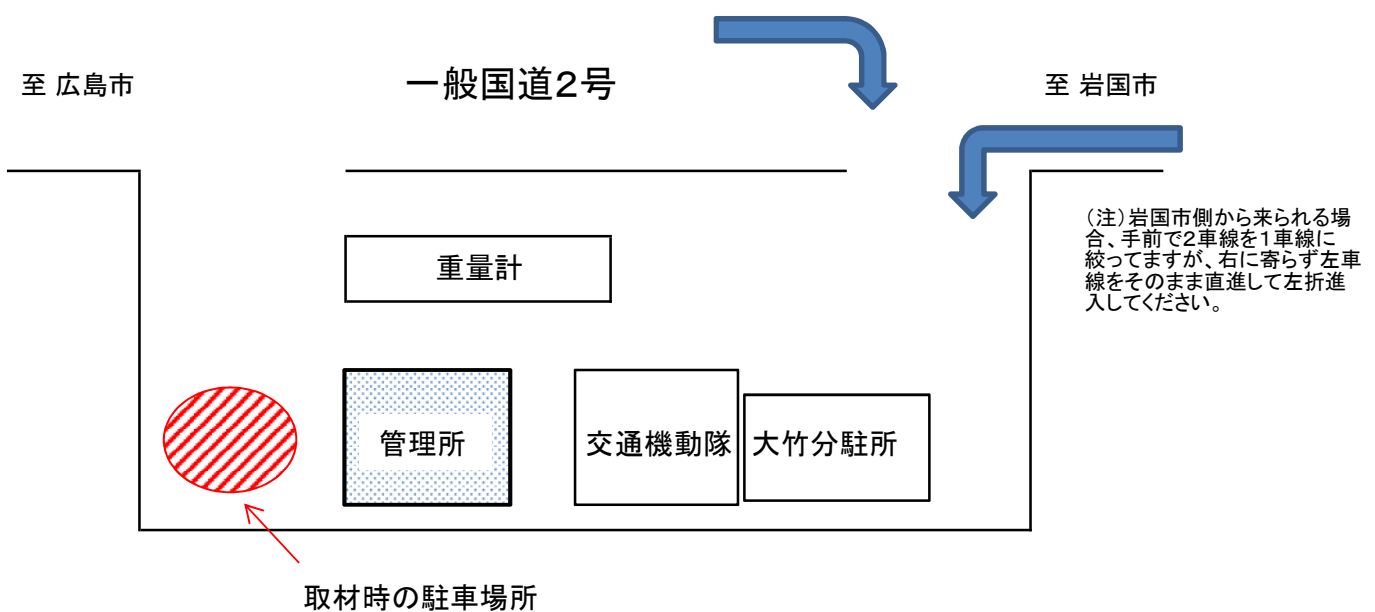 至 広島市
一般国道2号
至 岩国市
(注)岩国市側から来られる場
合、手前で2車線を1車線に
絞ってますが、右に寄らず左車
線をそのまま直進して左折進
入してください。
重量計
管理所
交通機動隊
大竹分駐所
取材時の駐車場所